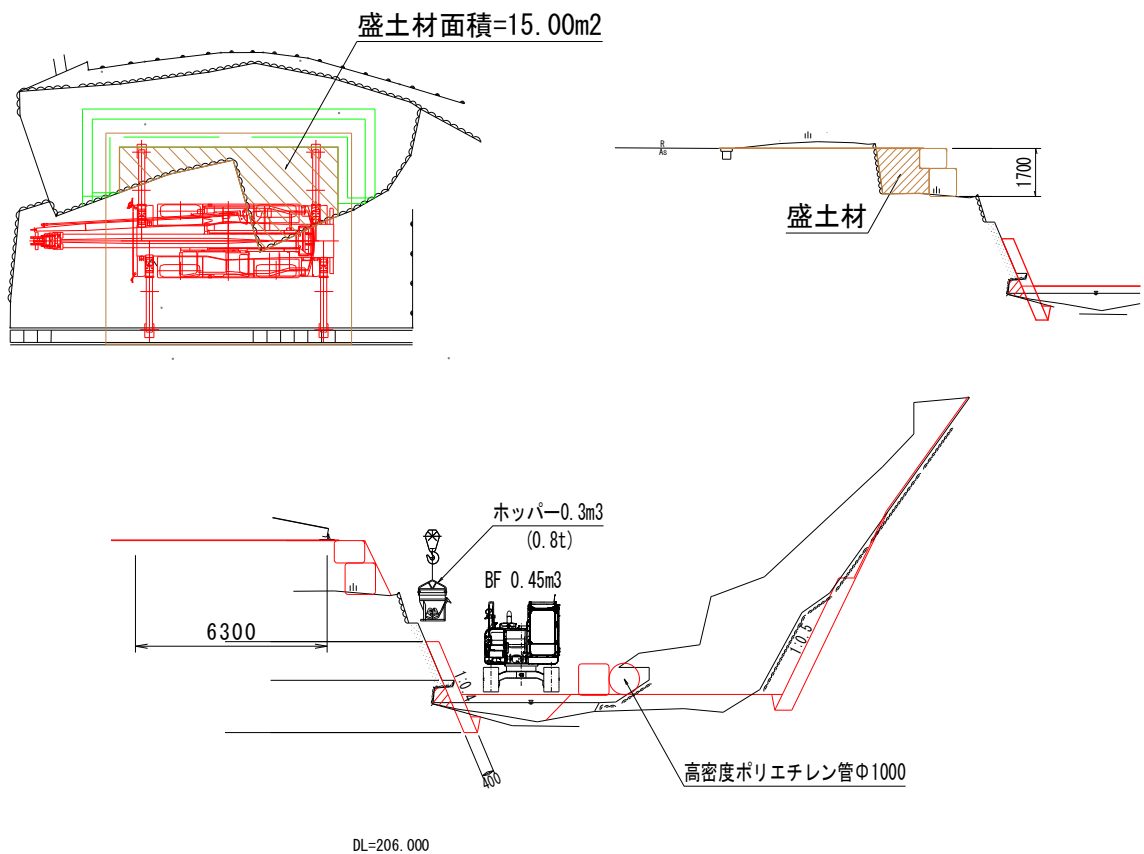 盛土材面積=15.00m2
R
As
1700
盛土材
ホッパー0.3m3
(0.8t)
BF 0.45m3
6300
1:0.4
1:0.5
高密度ポリエチレン管Φ1000
400
DL=206.000